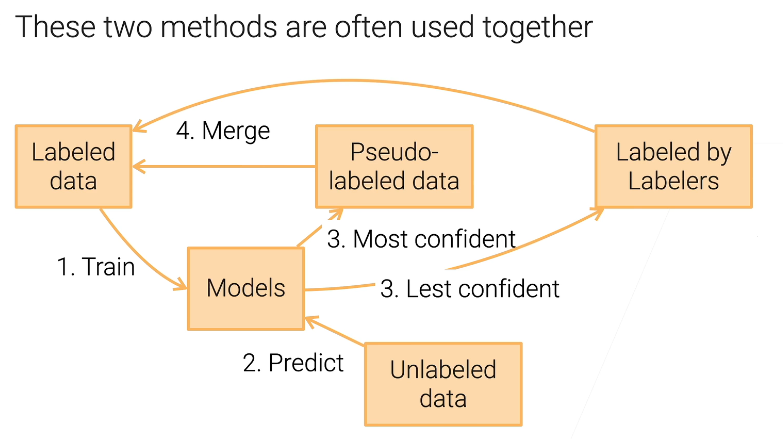 These two methods are often used together
4. Merge
Labeled
data
Pseudo-
labeled data
Labeled by
Labelers
3. Most confident
1. Train
Models
3. Lest confident
2. Predict
Unlabeled
data